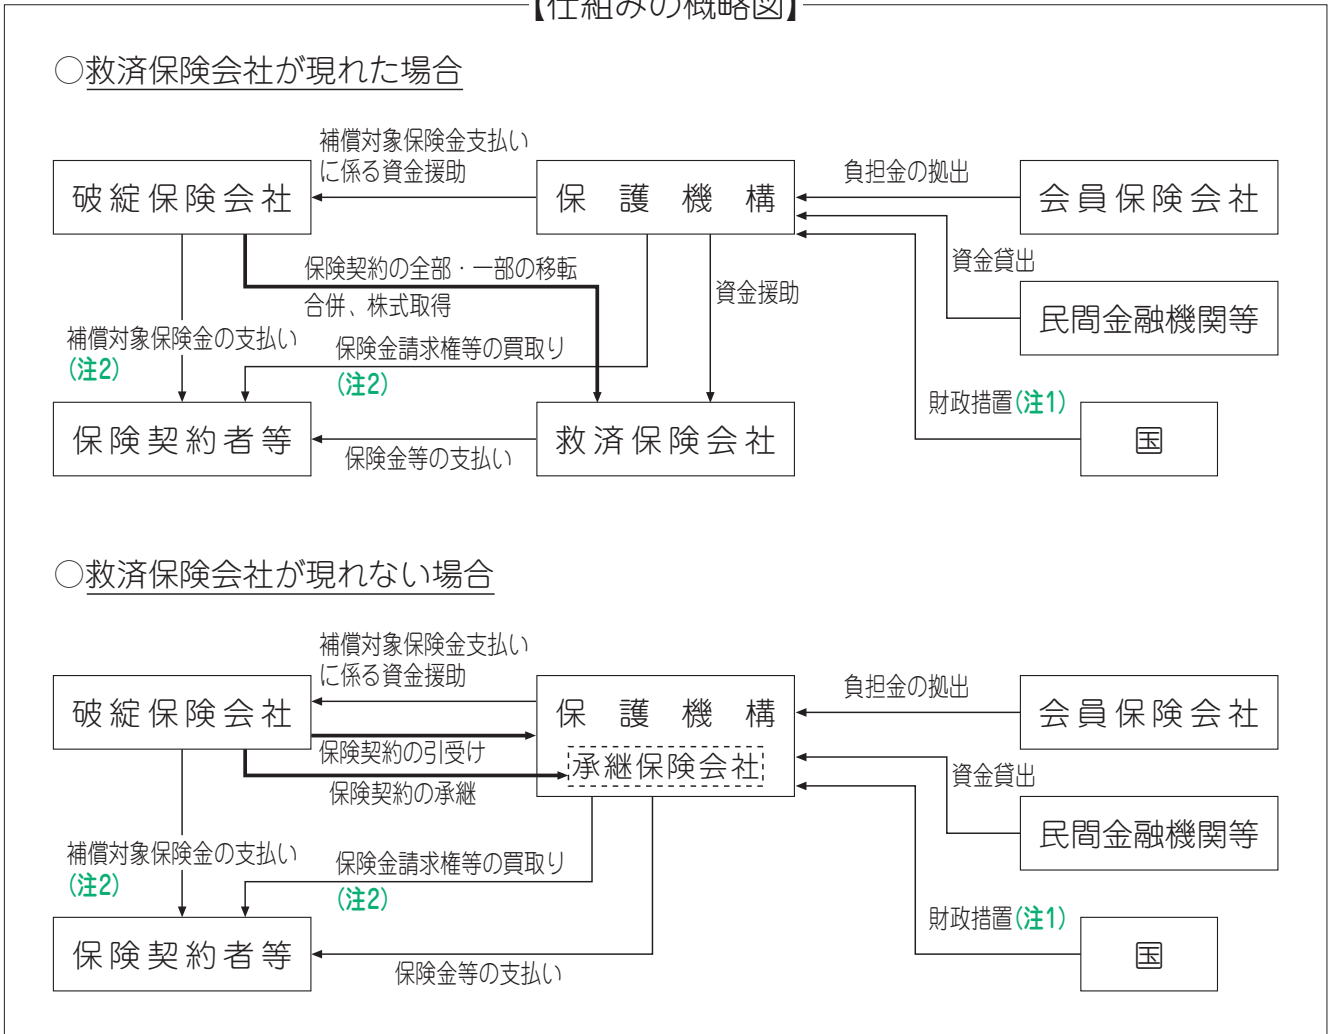 【仕組みの概略図】
○救済保険会社が現れた場合
補償対象保険金支払い
に係る資金援助
破綻保険会社
保護機構
負担金の拠出
会員保険会社
保険契約の全部・一部の移転
合併、株式取得
資金援助
資金貸出
民間金融機関等
補償対象保険金の支払い
(注2)
保険金請求権等の買取り
(注2)
財政措置(注1)
保険契約者等
保険金等の支払い
救済保険会社
国
○救済保険会社が現れない場合
補償対象保険金支払い
に係る資金援助
破綻保険会社
保護機構
負担金の拠出
会員保険会社
保険契約の引受け
承継保険会社
保険契約の承継
資金貸出
民間金融機関等
補償対象保険金の支払い
(注2)
保険金請求権等の買取り
(注2)
財政措置(注1)
保険契約者等
保険金等の支払い
国